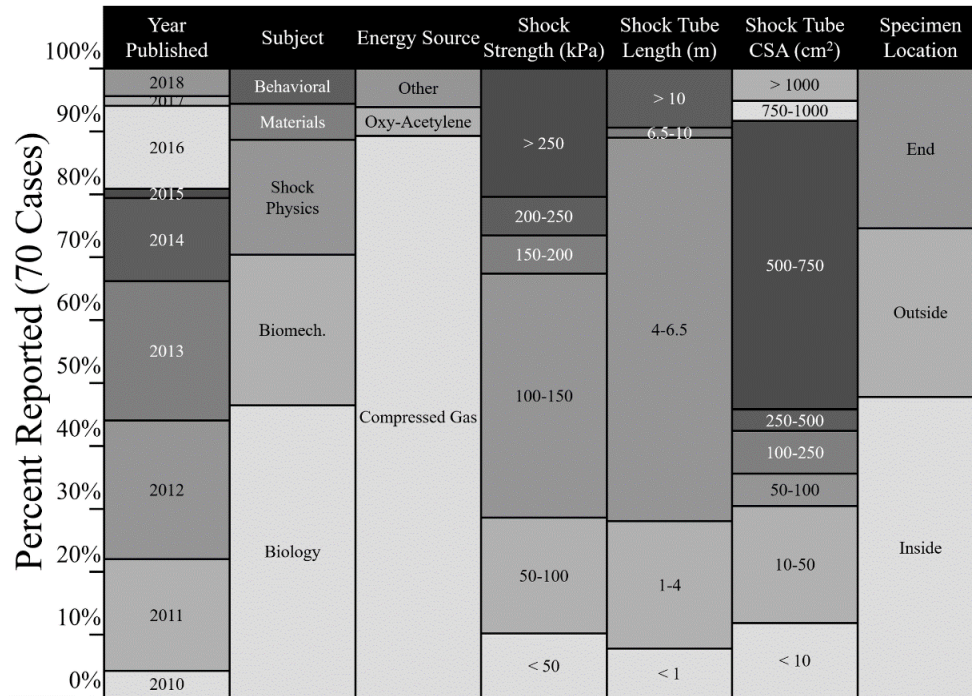 Year
Published
Subject
Energy Source
Shock
Strength (kPa)
Shock Tube
Length (m)
Shock Tube
CSA (cm²)
Specimen
Location
Percent Reported (70 Cases)
100%
90%
80%
70%
60%
50%
40%
30%
20%
10%
0%
2018
2017
2016
2015
2014
2013
2012
2011
2010
Behavioral
Materials
Shock
Physics
Biomech.
Biology
Other
Oxy-Acetylene
Compressed Gas
> 250
200-250
150-200
100-150
50-100
< 50
> 10
6.5-10
4-6.5
1-4
< 1
> 1000
750-1000
500-750
250-500
100-250
50-100
10-50
< 10
End
Outside
Inside